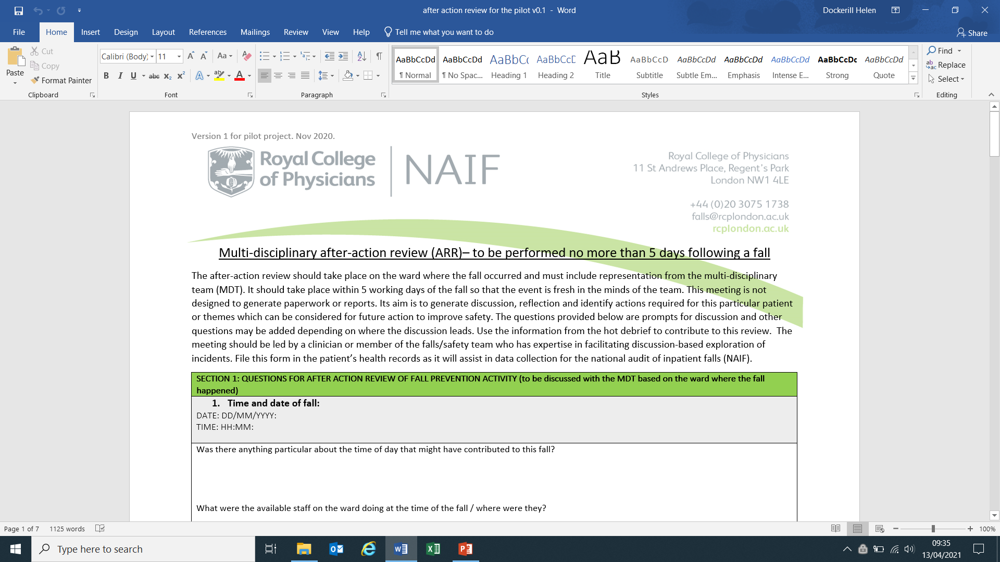 after action review for the pilot v0.1 - Word
Dockerill Helen
File Home Insert Design Layout References Mailings Review View Help Tell me what you want to do Share
Paste
Cut
Copy
Format Painter
Clipboard
Calibri (Body) 11
Aa
B I U abc x₂ x² A ab A
Font
Paragraph
AaBbCcDd AaBbCcDd AaBbCc AaBbCcD AaB AaBbCcD AaBbCcDd AaBbCcDd AaBbCcDd AaBbCcDc AaBbCcDd
¶ Normal ¶ No Spac... Heading 1 Heading 2 Title Subtitle Subtle Em... Emphasis Intense E... Strong Quote
Styles
Find
Replace
Select
Editing
Version 1 for pilot project. Nov 2020.
Royal College
of Physicians
NAIF
Royal College of Physicians
11 St Andrews Place, Regent's Park
London NW1 4LE
+44 (0)20 3075 1738
falls@rcplondon.ac.uk
rcplondon.ac.uk
Multi-disciplinary after-action review (ARR)– to be performed no more than 5 days following a fall
The after-action review should take place on the ward where the fall occurred and must include representation from the multi-disciplinary
team (MDT). It should take place within 5 working days of the fall so that the event is fresh in the minds of the team. This meeting is not
designed to generate paperwork or reports. Its aim is to generate discussion, reflection and identify actions required for this particular patient
or themes which can be considered for future action to improve safety. The questions provided below are prompts for discussion and other
questions may be added depending on where the discussion leads. Use the information from the hot debrief to contribute to this review.  The
meeting should be led by a clinician or member of the falls/safety team who has expertise in facilitating discussion-based exploration of
incidents. File this form in the patient’s health records as it will assist in data collection for the national audit of inpatient falls (NAIF).
SECTION 1: QUESTIONS FOR AFTER ACTION REVIEW OF FALL PREVENTION ACTIVITY (to be discussed with the MDT based on the ward where the fall
happened)
1. Time and date of fall:
DATE: DD/MM/YYYY:
TIME: HH:MM:
Was there anything particular about the time of day that might have contributed to this fall?
What were the available staff on the ward doing at the time of the fall / where were they?
Page 1 of 7 1125 words 100%
Type here to search
09:35
13/04/2021